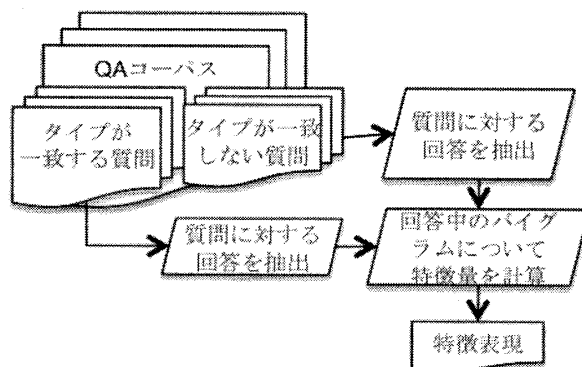 QAコーパス
タイプが
一致する質問
タイプが一致
しない質問
質問に対する
回答を抽出
質問に対する
回答を抽出
回答中のバイグ
ラムについて
特徴量を計算
特徴表現